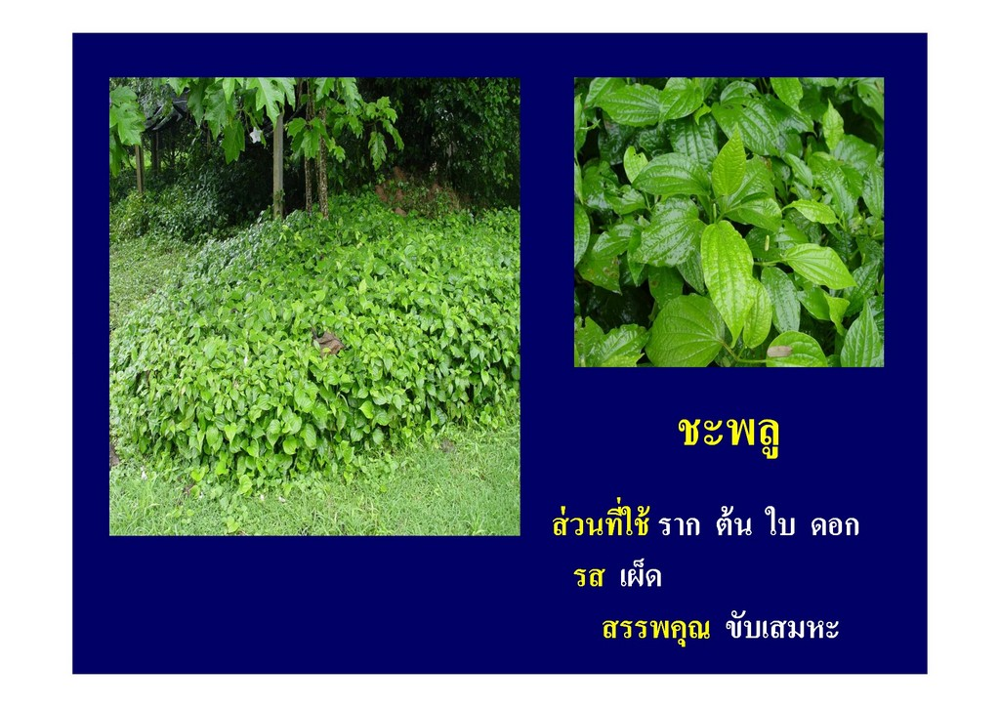 ชะพลู
ส่วนที่ใช้ ราก ต้น ใบ ดอก
รส เผ็ด
สรรพคุณ ขับเสมหะ